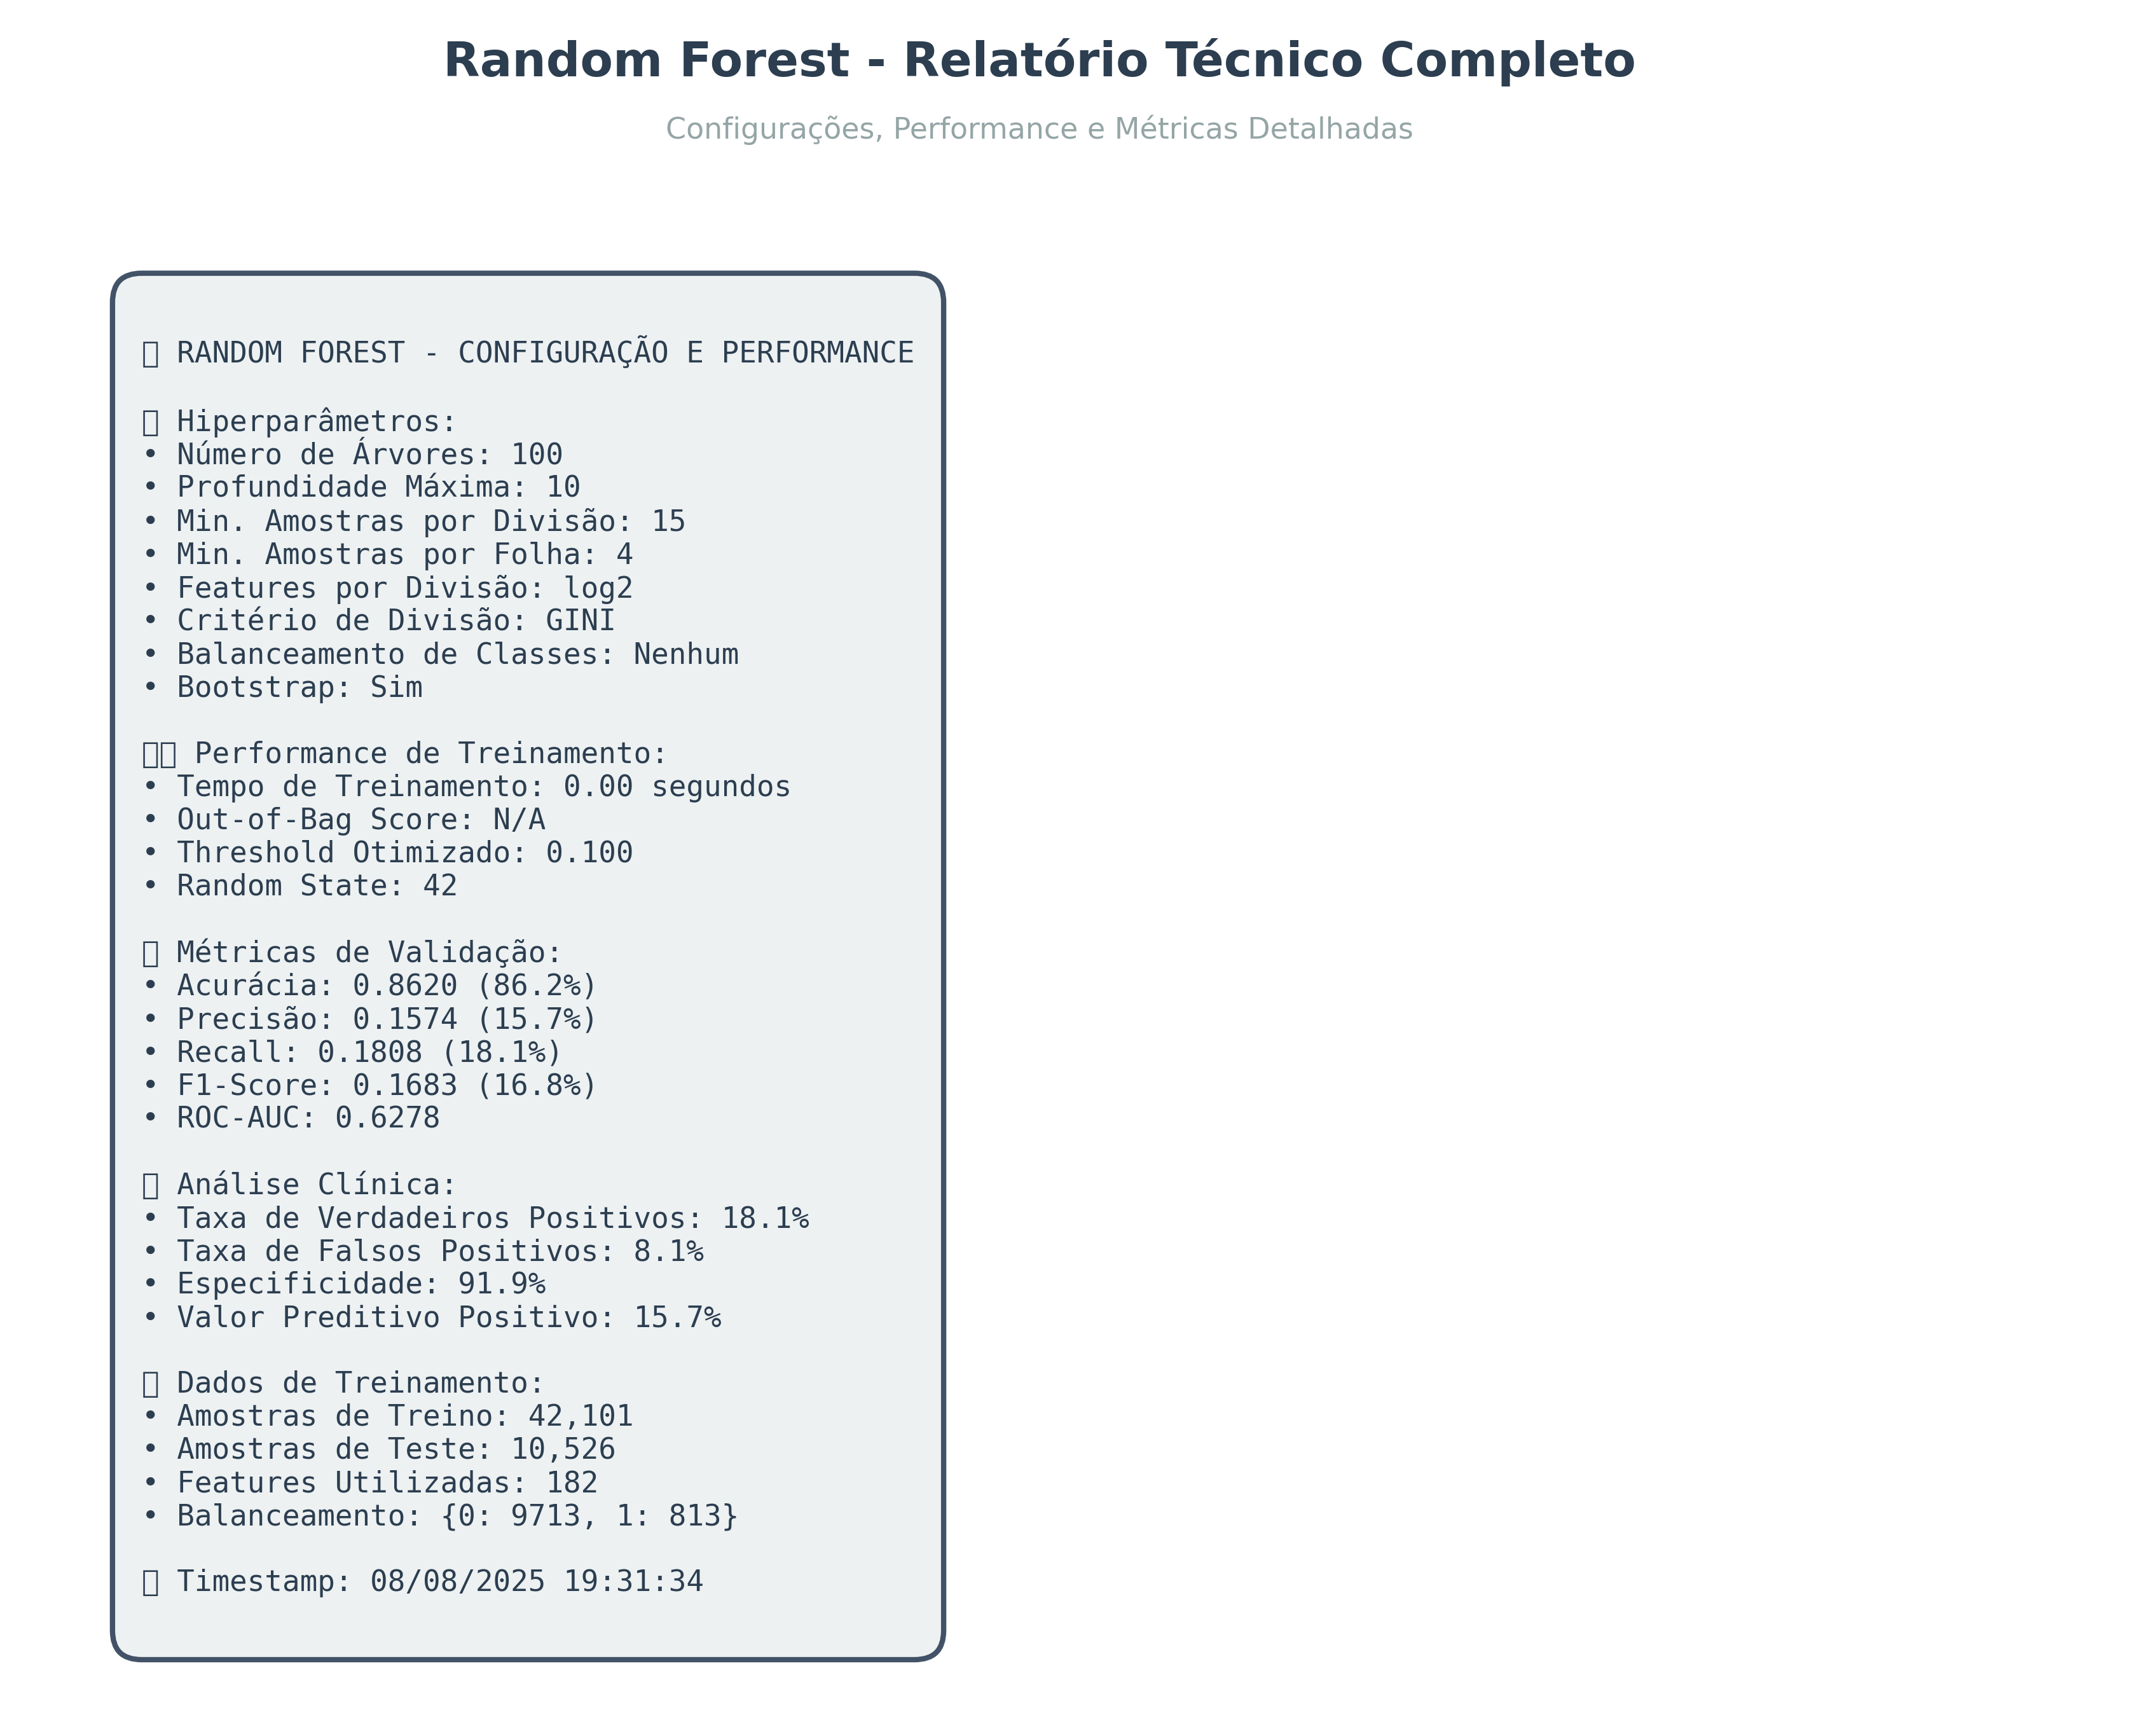 Random Forest - Relatório Técnico Completo
Configurações, Performance e Métricas Detalhadas
RANDOM FOREST - CONFIGURAÇÃO E PERFORMANCE
Hiperparâmetros:
• Número de Árvores: 100
• Profundidade Máxima: 10
• Min. Amostras por Divisão: 15
• Min. Amostras por Folha: 4
• Features por Divisão: log2
• Critério de Divisão: GINI
• Balanceamento de Classes: Nenhum
• Bootstrap: Sim
Performance de Treinamento:
• Tempo de Treinamento: 0.00 segundos
• Out-of-Bag Score: N/A
• Threshold Otimizado: 0.100
• Random State: 42
Métricas de Validação:
• Acurácia: 0.8620 (86.2%)
• Precisão: 0.1574 (15.7%)
• Recall: 0.1808 (18.1%)
• F1-Score: 0.1683 (16.8%)
• ROC-AUC: 0.6278
Análise Clínica:
• Taxa de Verdadeiros Positivos: 18.1%
• Taxa de Falsos Positivos: 8.1%
• Especificidade: 91.9%
• Valor Preditivo Positivo: 15.7%
Dados de Treinamento:
• Amostras de Treino: 42,101
• Amostras de Teste: 10,526
• Features Utilizadas: 182
• Balanceamento: {0: 9713, 1: 813}
Timestamp: 08/08/2025 19:31:34